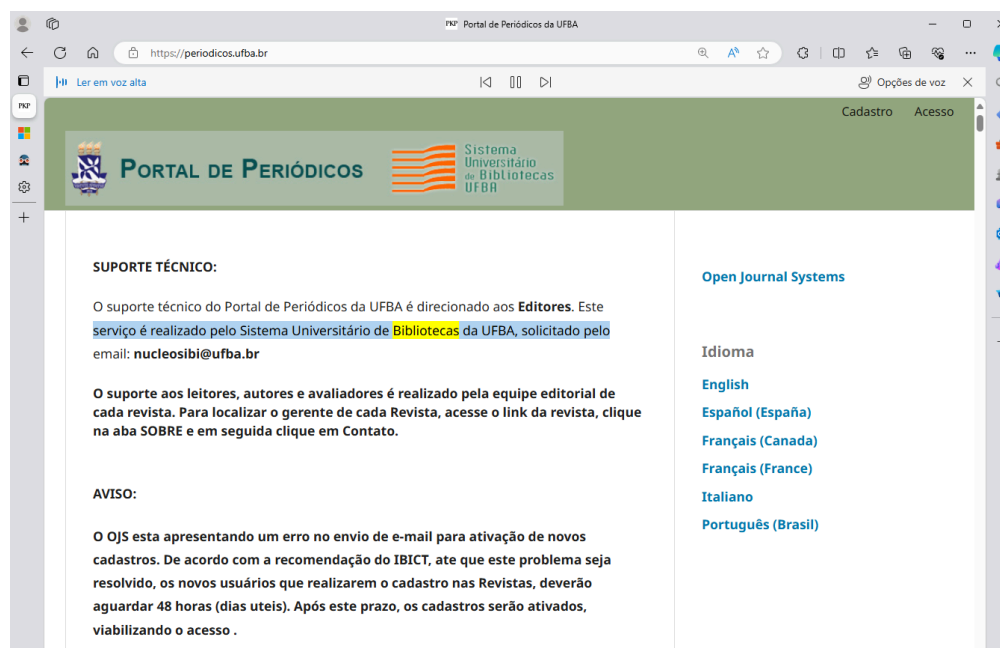 PKP Portal de Periódicos da UFBA
https://periodicos.ufba.br
Ler em voz alta
Opções de voz
PKP
Cadastro Acesso
PORTAL DE PERIÓDICOS
Sistema
Universitário
de Bibliotecas
UFBA
SUPORTE TÉCNICO:
O suporte técnico do Portal de Periódicos da UFBA é direcionado aos Editores. Este
serviço é realizado pelo Sistema Universitário de Bibliotecas da UFBA, solicitado pelo
email: nucleosibi@ufba.br
O suporte aos leitores, autores e avaliadores é realizado pela equipe editorial de
cada revista. Para localizar o gerente de cada Revista, acesse o link da revista, clique
na aba SOBRE e em seguida clique em Contato.
AVISO:
O OJS esta apresentando um erro no envio de e-mail para ativação de novos
cadastros. De acordo com a recomendação do IBICT, ate que este problema seja
resolvido, os novos usuários que realizarem o cadastro nas Revistas, deverão
aguardar 48 horas (dias uteis). Após este prazo, os cadastros serão ativados,
viabilizando o acesso .
Open Journal Systems
Idioma
English
Español (España)
Français (Canada)
Français (France)
Italiano
Português (Brasil)